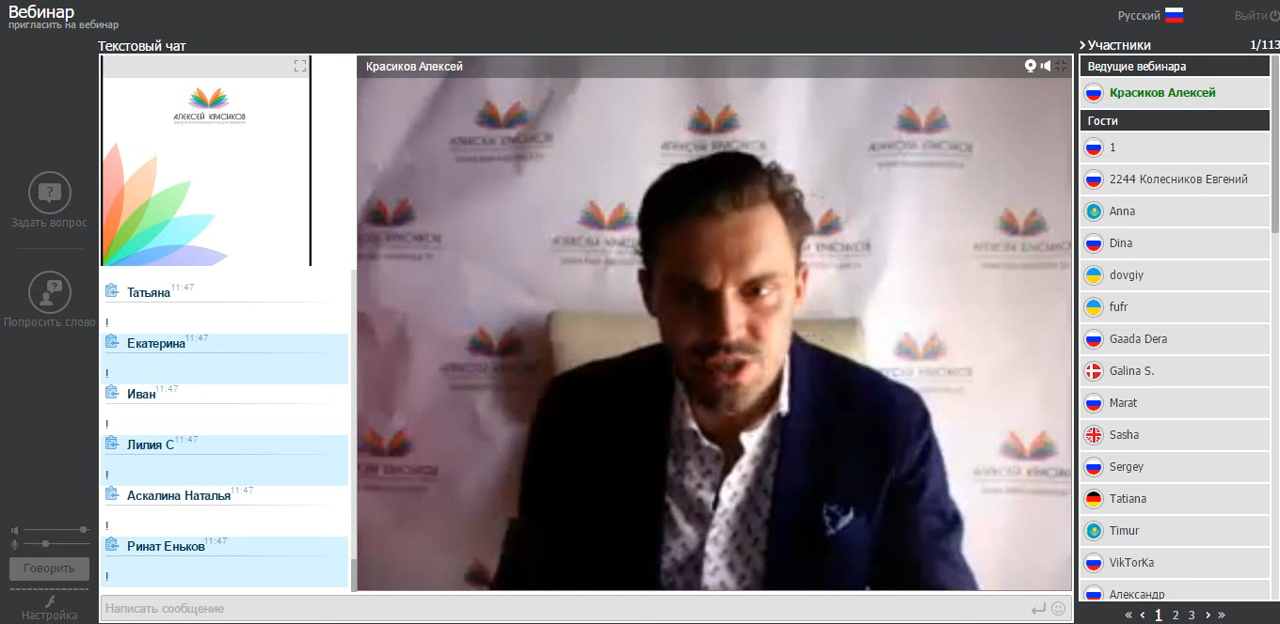 Вебинар
пригласить на вебинар
Русский
Выйти
Текстовый чат
Участники
1/113
АЛЕКСЕЙ КРАСИКОВ
Красиков Алексей
Задать вопрос
Попросить слово
Татьяна 11:47
!
Екатерина 11:47
!
Иван 11:47
!
Лилия С 11:47
!
Аскалина Наталья 11:47
!
Ринат Еньков 11:47
!
Говорить
Настройка
Написать сообщение
Ведущие вебинара
Красиков Алексей
Гости
1
2244 Колесников Евгений
Anna
Dina
dovgiy
fufr
Gaada Dera
Galina S.
Marat
Sasha
Sergey
Tatiana
Timur
VikTorKa
Александр
« ‹ 1 2 3 › »